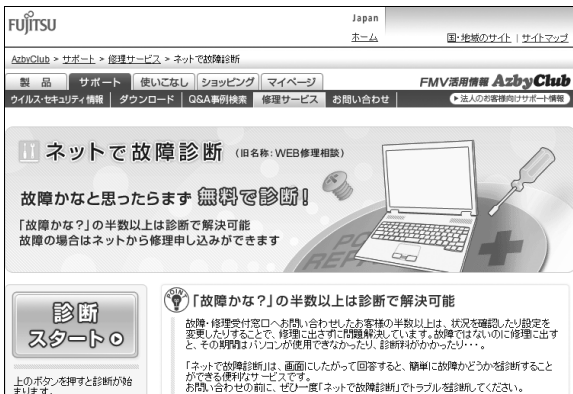 FUJITSU
Japan
ホーム
国・地域のサイト | サイトマップ
AzbyClub > サポート > 修理サービス > ネットで故障診断
製 品 サポート 使いこなし ショッピング マイページ FMV活用情報 AzbyClub
ウイルス・セキュリティ情報 ダウンロード Q&A事例検索 修理サービス お問い合わせ 法人のお客様向けサポート情報
ネットで故障診断 (旧名称:WEB修理相談)
故障かなと思ったらまず 無料で診断!
「故障かな?」の半数以上は診断で解決可能
故障の場合はネットから修理申し込みができます
PC
REPAIR
診断
スタート
上のボタンを押すと診断が始
まります。
POINT 「故障かな?」の半数以上は診断で解決可能
故障・修理受付窓口へお問い合わせしたお客様の半数以上は、状況を確認したり設定を
変更したりすることで、修理に出さずに問題解決しています。故障ではないのに修理に出す
と、その期間はパソコンが使用できなかったり、診断料がかかったり・・・。
「ネットで故障診断」は、画面にしたがって回答すると、簡単に故障かどうかを診断すること
ができる便利なサービスです。
お問い合わせの前に、ぜひ一度「ネットで故障診断」でトラブルを診断してください。